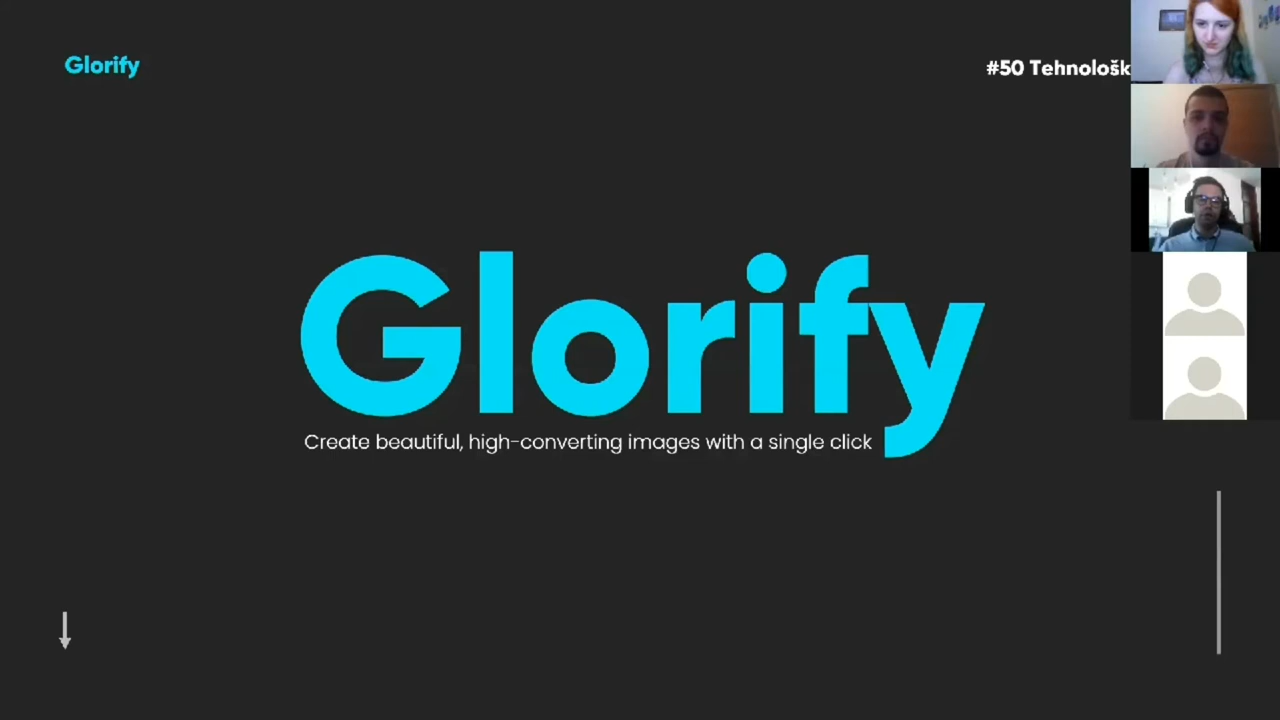 Glorify
#50 Tehnološk
Glorify
Create beautiful, high-converting images with a single click